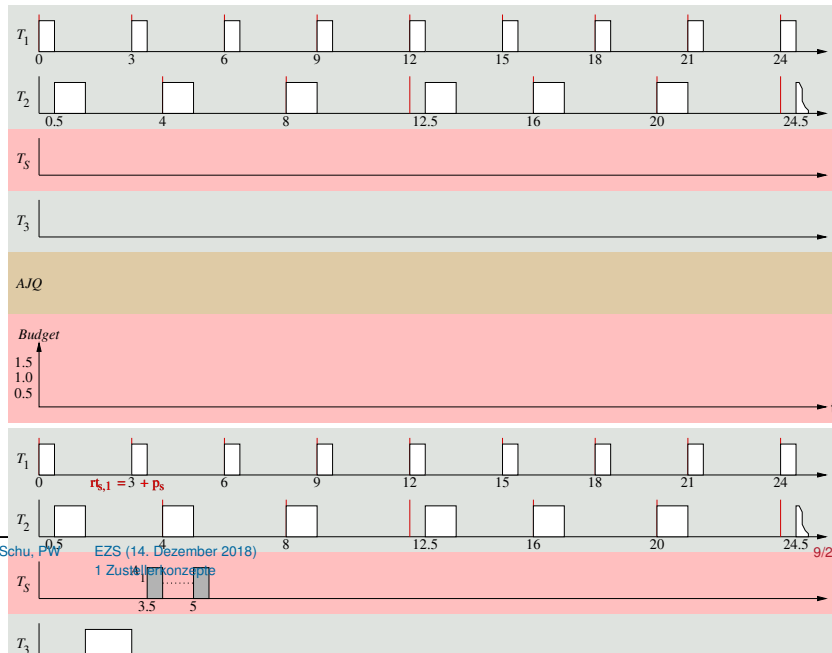 T1
0 3 6 9 12 15 18 21 24
T2
0.5 4 8 12.5 16 20 24.5
TS
T3
AJQ
Budget
1.5
1.0
0.5
T1
0 3 6 9 12 15 18 21 24
rts,1 = 3 + ps
T2
0.5 4 8 12.5 16 20 24.5
Schu, PW EZS (14. Dezember 2018) 9/2
1 Zustellerkonzepte
TS
3.5 5
T3